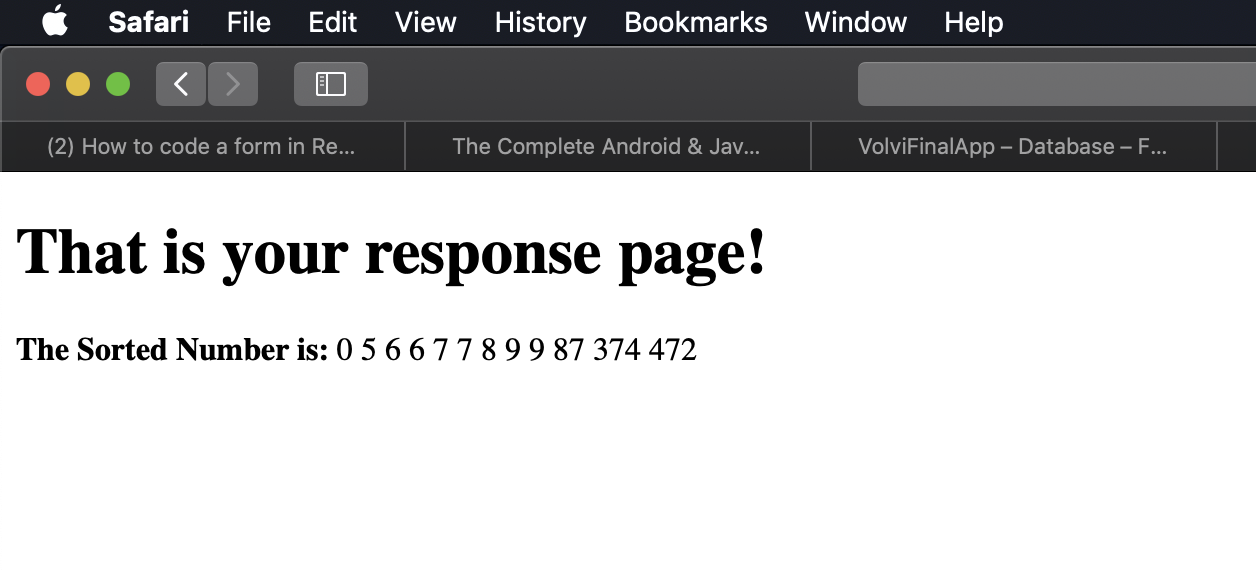 Safari File Edit View History Bookmarks Window Help
(2) How to code a form in Re... The Complete Android & Jav... VolviFinalApp – Database – F...
That is your response page!
The Sorted Number is: 0 5 6 6 7 7 8 9 9 87 374 472